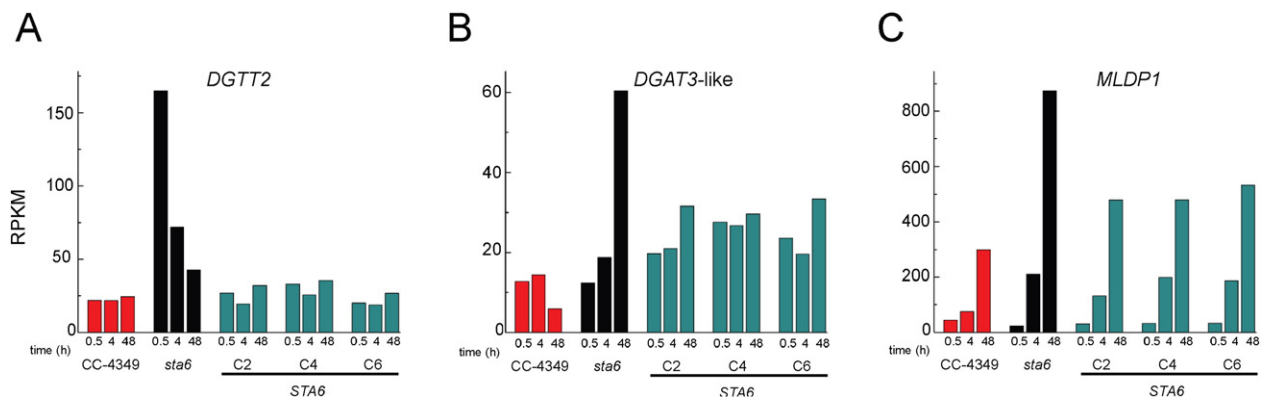 A
B
C
DGTT2
DGAT3-like
MLDP1
RPKM
150
100
50
0
60
40
20
0
800
600
400
200
0
0.5 4 48 0.5 4 48 0.5 4 48 0.5 4 48 0.5 4 48
0.5 4 48 0.5 4 48 0.5 4 48 0.5 4 48 0.5 4 48
0.5 4 48 0.5 4 48 0.5 4 48 0.5 4 48 0.5 4 48
time (h)
time (h)
time (h)
CC-4349 sta6 C2 C4 C6
CC-4349 sta6 C2 C4 C6
CC-4349 sta6 C2 C4 C6
STA6
STA6
STA6